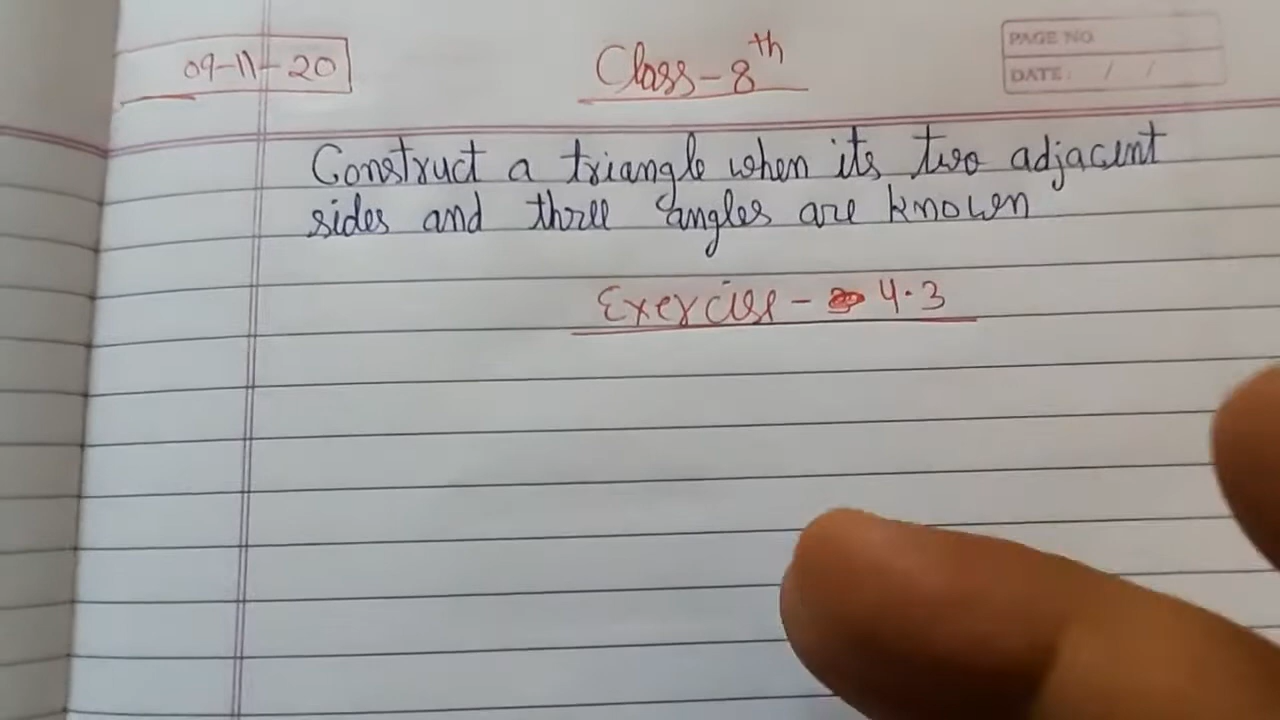 09-11-20
Class-8th
PAGE NO
DATE: / /
Construct a triangle when its two adjacent
sides and three angles are known
Exercise - 4.3